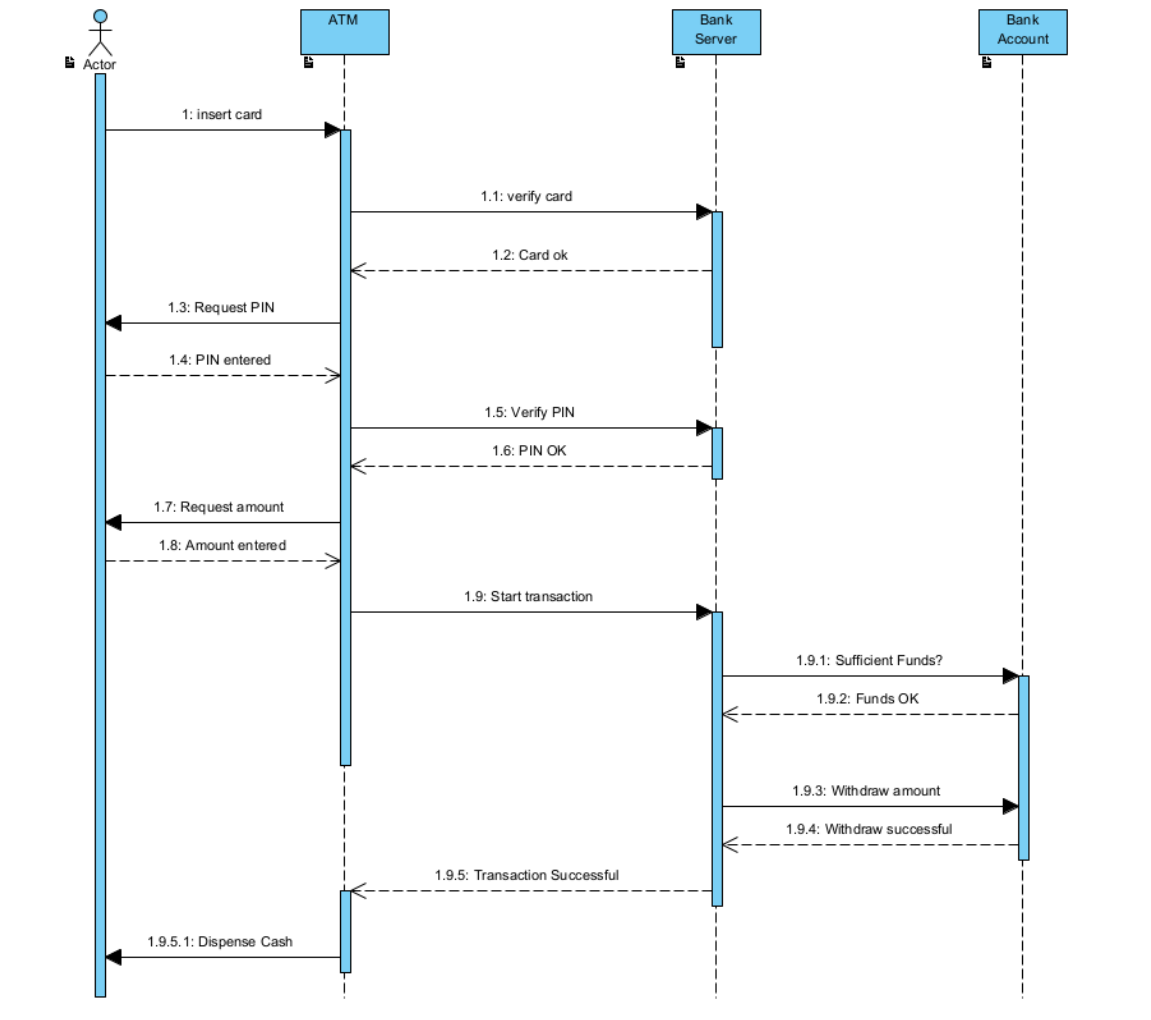 ATM
Bank
Server
Bank
Account
Actor
1: insert card
1.1: verify card
1.2: Card ok
1.3: Request PIN
1.4: PIN entered
1.5: Verify PIN
1.6: PIN OK
1.7: Request amount
1.8: Amount entered
1.9: Start transaction
1.9.1: Sufficient Funds?
1.9.2: Funds OK
1.9.3: Withdraw amount
1.9.4: Withdraw successful
1.9.5: Transaction Successful
1.9.5.1: Dispense Cash